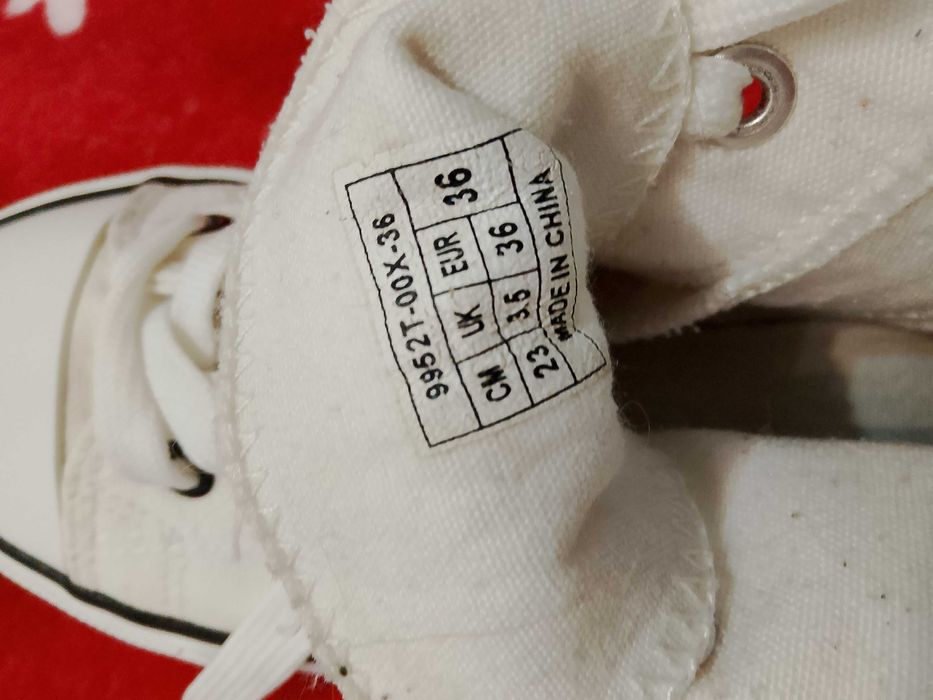 9952T-00X-36
CM UK EUR 36
23 3.5 36
MADE IN CHINA